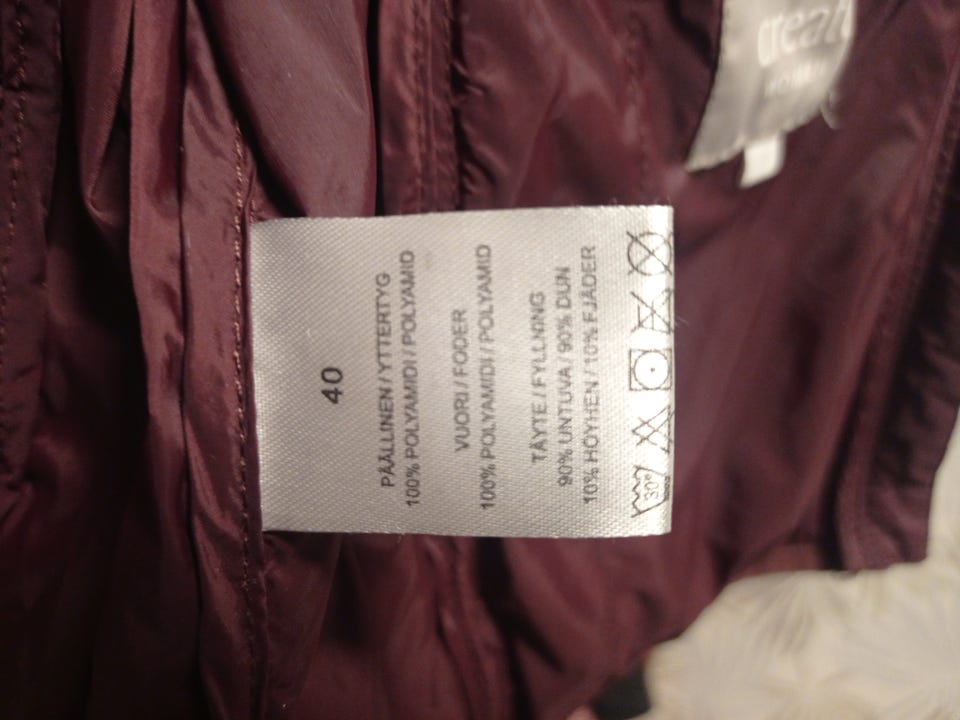 40
PÄÄLLINEN / YTTERTYG
100% POLYAMIDI / POLYAMID
VUORI / FODER
100% POLYAMIDI / POLYAMID
TÄYTE / FYLLNING
90% UNTUVA / 90% DUN
10% HÖYHEN / 10% FJÄDER
30°